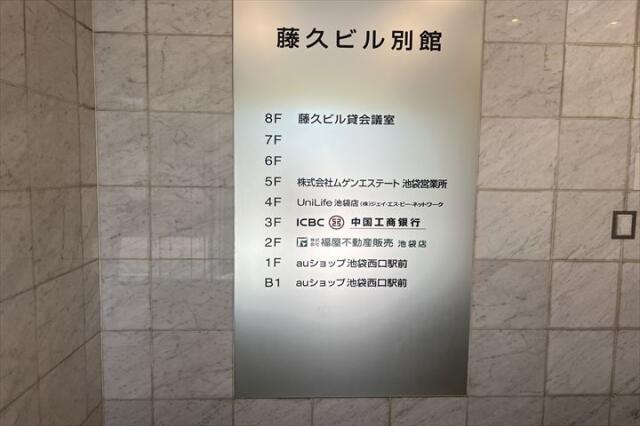 藤久ビル別館
8F 藤久ビル貸会議室
7F
6F
5F 株式会社ムゲンエステート 池袋営業所
4F UniLife 池袋店 (株)ジェイ・エス・ビー・ネットワーク
3F ICBC 中国工商銀行
2F 株式会社 福屋不動産販売 池袋店
1F auショップ池袋西口駅前
B1 auショップ池袋西口駅前